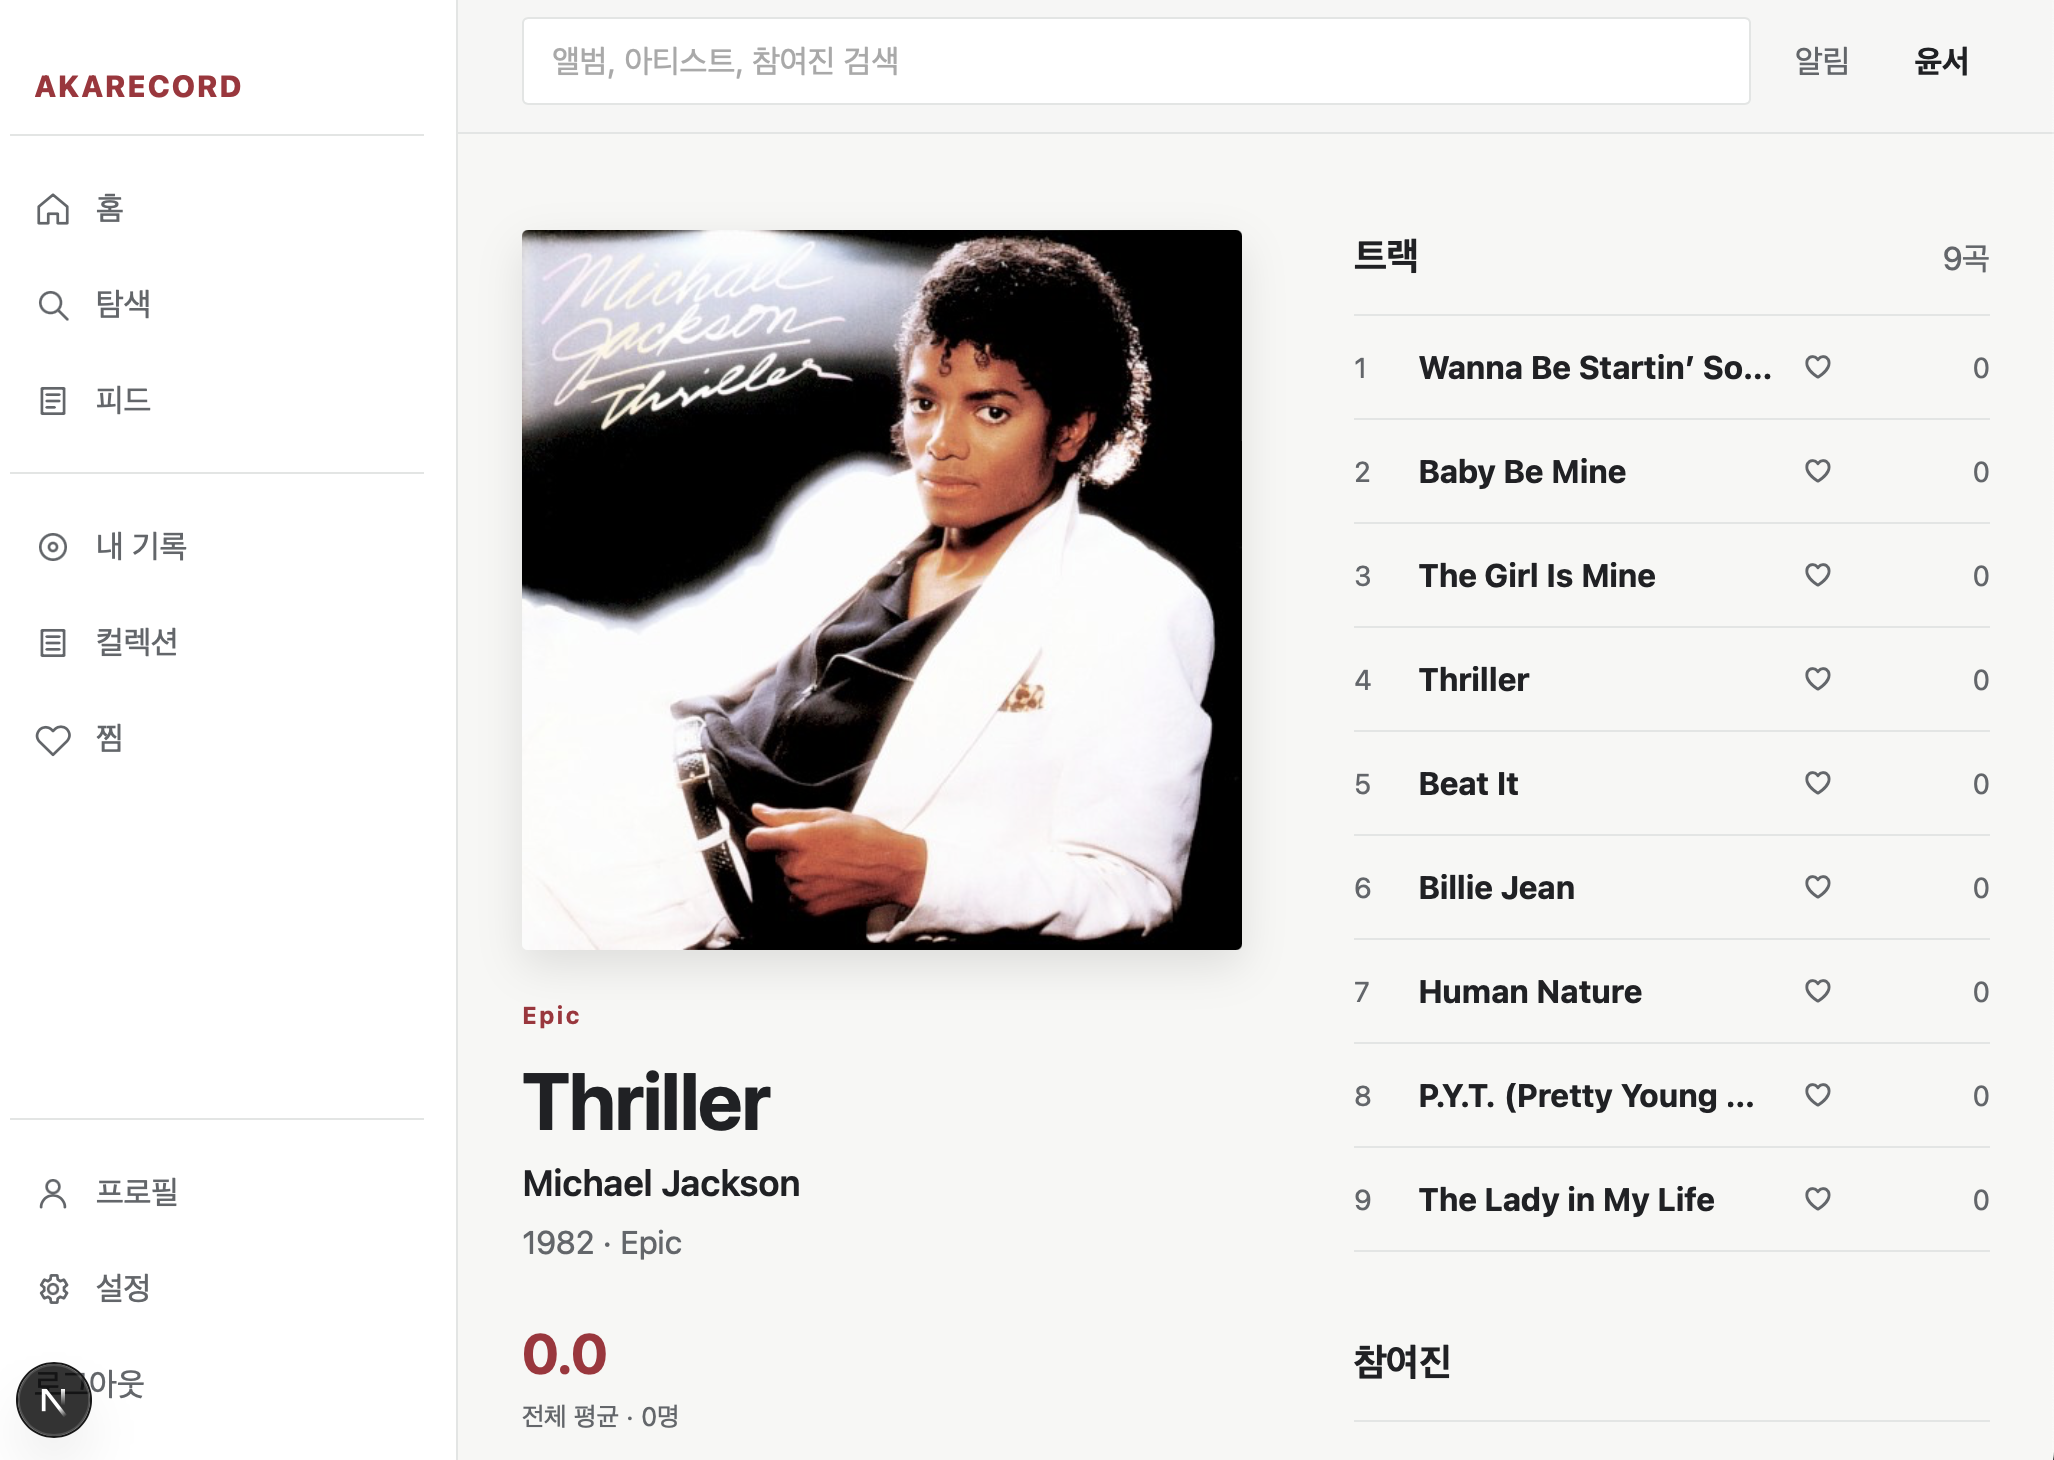 AKARECORD
홈
탐색
피드
내 기록
컬렉션
찜
프로필
설정
로그아웃
N
앨범, 아티스트, 참여진 검색
알림
윤서
Michael
Jackson
Thriller
Epic
Thriller
Michael Jackson
1982 · Epic
0.0
전체 평균 · 0명
트랙 9곡
1 Wanna Be Startin’ So... 0
2 Baby Be Mine 0
3 The Girl Is Mine 0
4 Thriller 0
5 Beat It 0
6 Billie Jean 0
7 Human Nature 0
8 P.Y.T. (Pretty Young ... 0
9 The Lady in My Life 0
참여진